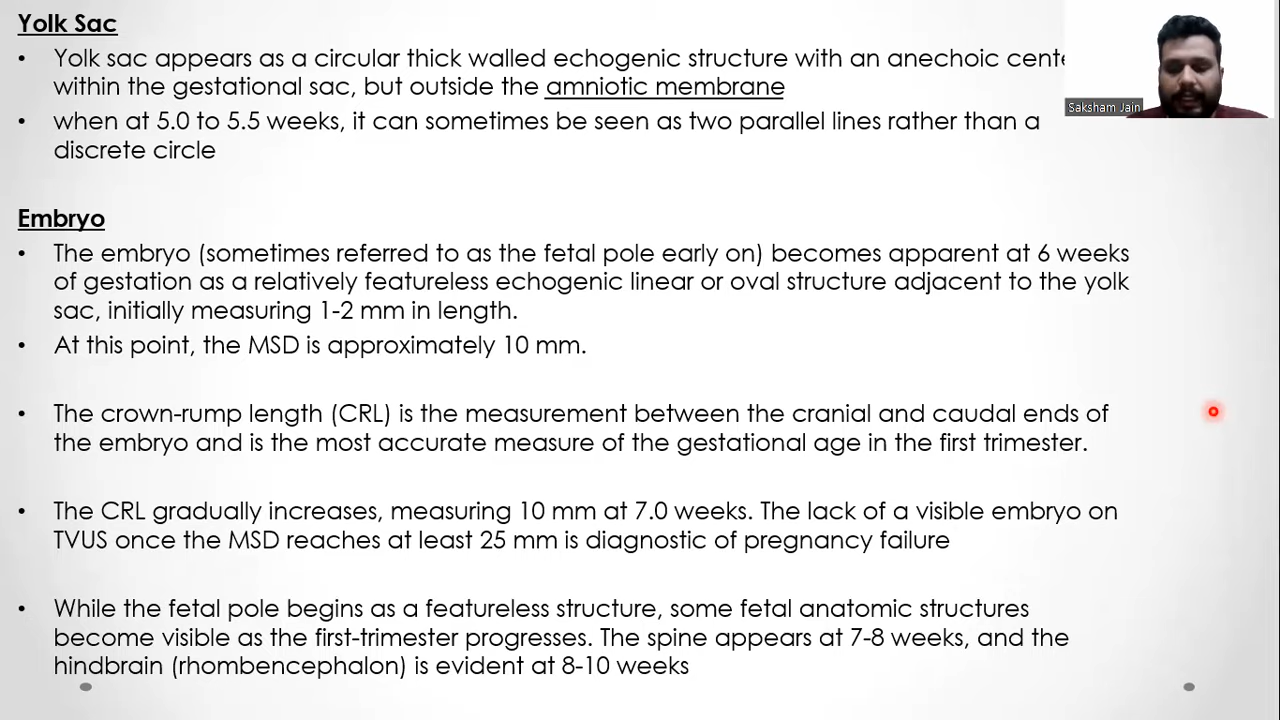 Yolk Sac
• Yolk sac appears as a circular thick walled echogenic structure with an anechoic
within the gestational sac, but outside the amniotic membrane
• when at 5.0 to 5.5 weeks, it can sometimes be seen as two parallel lines rather than a
discrete circle
Saksham Jain
Embryo
• The embryo (sometimes referred to as the fetal pole early on) becomes apparent at 6 weeks
of gestation as a relatively featureless echogenic linear or oval structure adjacent to the yolk
sac, initially measuring 1-2 mm in length.
• At this point, the MSD is approximately 10 mm.
• The crown-rump length (CRL) is the measurement between the cranial and caudal ends of
the embryo and is the most accurate measure of the gestational age in the first trimester.
• The CRL gradually increases, measuring 10 mm at 7.0 weeks. The lack of a visible embryo on
TVUS once the MSD reaches at least 25 mm is diagnostic of pregnancy failure
• While the fetal pole begins as a featureless structure, some fetal anatomic structures
become visible as the first-trimester progresses. The spine appears at 7-8 weeks, and the
hindbrain (rhombencephalon) is evident at 8-10 weeks